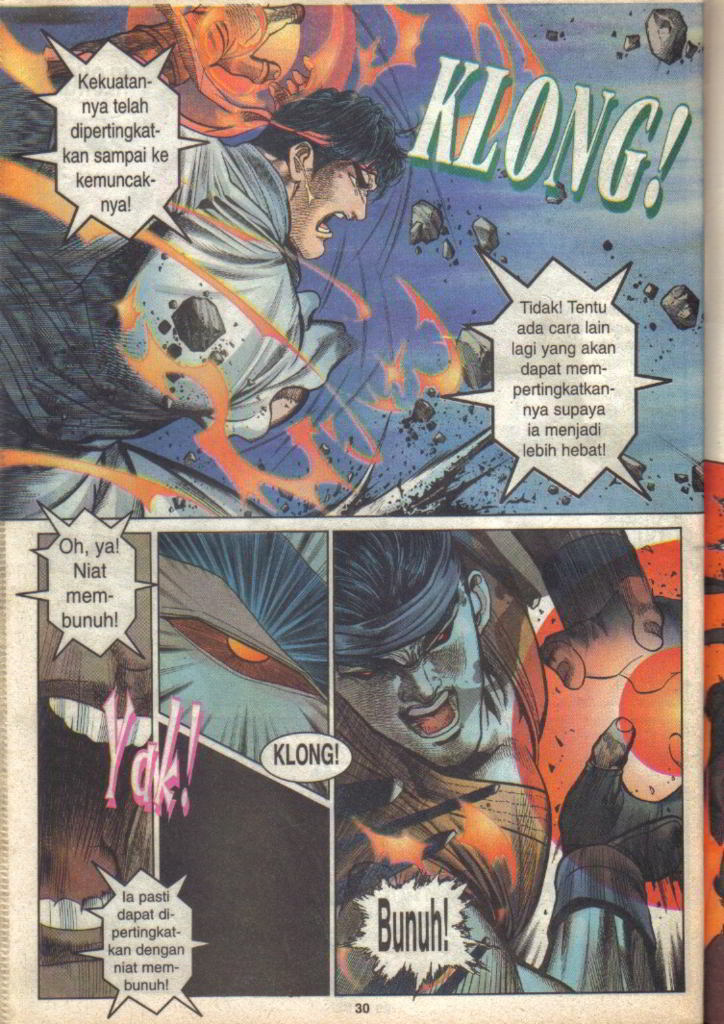 Kekuatan-
nya telah
dipertingkat-
kan sampai ke
kemuncak-
nya!
KLONG!
Tidak! Tentu
ada cara lain
lagi yang akan
dapat mem-
pertingkatkan-
nya supaya
ia menjadi
lebih hebat!
Oh, ya!
Niat
mem-
bunuh!
Yak!
KLONG!
Ia pasti
dapat di-
pertingkat-
kan dengan
niat mem-
bunuh!
Bunuh!
30